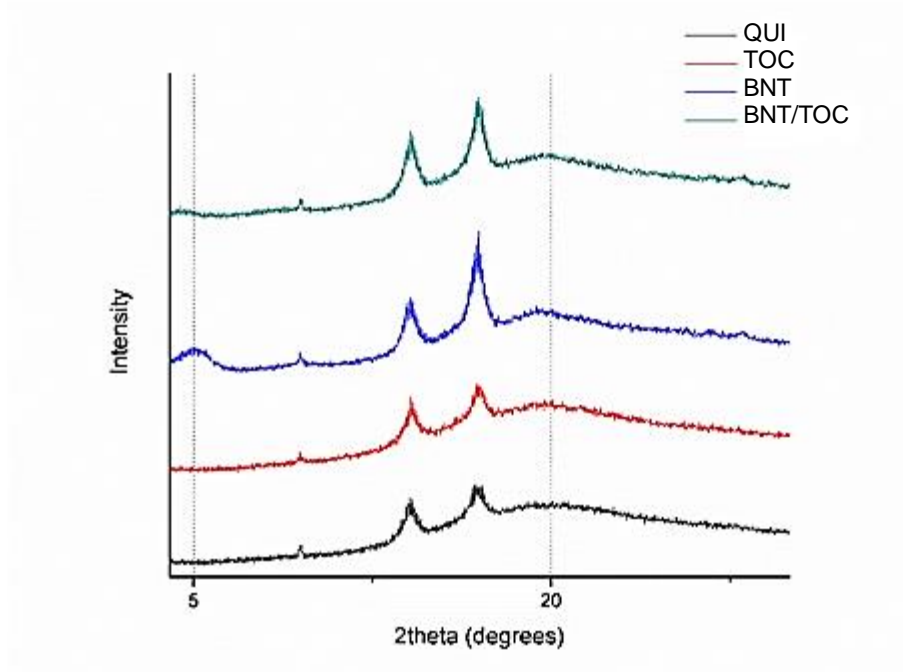 QUI
TOC
BNT
BNT/TOC
Intensity
5
20
2theta (degrees)